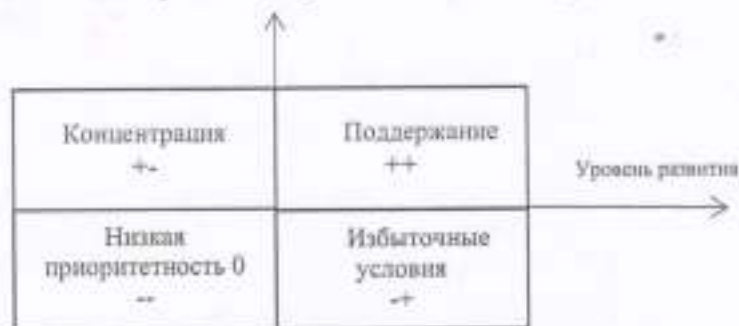 Концентрация
+-
Поддержание
++
Уровень развития
Низкая
приоритетность 0
--
Избыточные
условия
-+